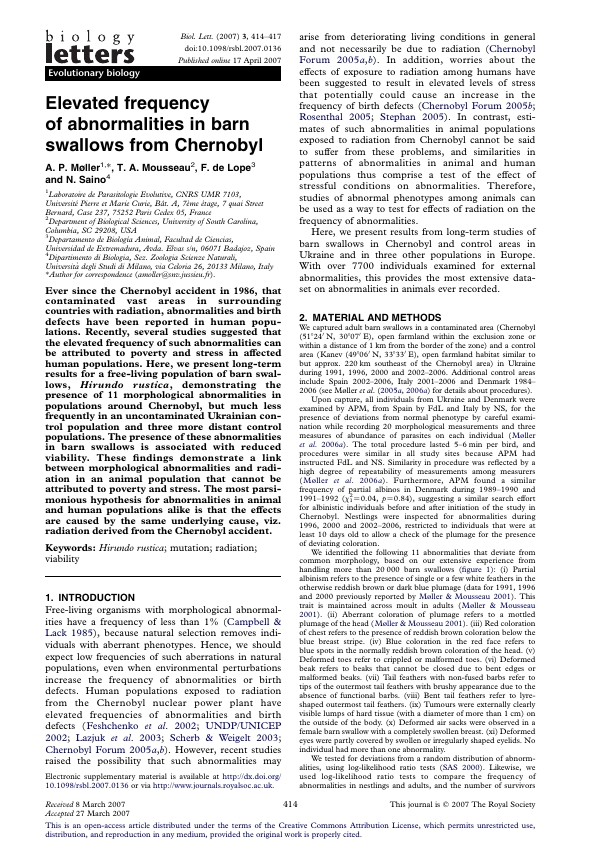 biology
letters
Evolutionary biology
Biol. Lett. (2007) 3, 414–417
doi:10.1098/rsbl.2007.0136
Published online 17 April 2007
Elevated frequency
of abnormalities in barn
swallows from Chernobyl
A. P. Møller1,*, T. A. Mousseau2, F. de Lope3
and N. Saino4
1Laboratoire de Parasitologie Evolutive, CNRS UMR 7103,
Université Pierre et Marie Curie, Bât. A, 7ème étage, 7 quai Street
Bernard, Case 237, 75252 Paris Cedex 05, France
2Department of Biological Sciences, University of South Carolina,
Columbia, SC 29208, USA
3Departamento de Biología Animal, Facultad de Ciencias,
Universidad de Extremadura, Avda. Elvas s/n, 06071 Badajoz, Spain
4Dipartimento di Biologia, Sez. Zoologia Scienze Naturali,
Università degli Studi di Milano, via Celoria 26, 20133 Milano, Italy
*Author for correspondence (amoller@snv.jussieu.fr).
Ever since the Chernobyl accident in 1986, that
contaminated vast areas in surrounding
countries with radiation, abnormalities and birth
defects have been reported in human popu-
lations. Recently, several studies suggested that
the elevated frequency of such abnormalities can
be attributed to poverty and stress in affected
human populations. Here, we present long-term
results for a free-living population of barn swal-
lows, Hirundo rustica, demonstrating the
presence of 11 morphological abnormalities in
populations around Chernobyl, but much less
frequently in an uncontaminated Ukrainian con-
trol population and three more distant control
populations. The presence of these abnormalities
in barn swallows is associated with reduced
viability. These findings demonstrate a link
between morphological abnormalities and radi-
ation in an animal population that cannot be
attributed to poverty and stress. The most parsi-
monious hypothesis for abnormalities in animal
and human populations alike is that the effects
are caused by the same underlying cause, viz.
radiation derived from the Chernobyl accident.
Keywords: Hirundo rustica; mutation; radiation;
viability
1. INTRODUCTION
Free-living organisms with morphological abnormal-
ities have a frequency of less than 1% (Campbell &
Lack 1985), because natural selection removes indi-
viduals with aberrant phenotypes. Hence, we should
expect low frequencies of such aberrations in natural
populations, even when environmental perturbations
increase the frequency of abnormalities or birth
defects. Human populations exposed to radiation
from the Chernobyl nuclear power plant have
elevated frequencies of abnormalities and birth
defects (Feshchenko et al. 2002; UNDP/UNICEP
2002; Lazjuk et al. 2003; Scherb & Weigelt 2003;
Chernobyl Forum 2005a,b). However, recent studies
raised the possibility that such abnormalities may
Electronic supplementary material is available at http://dx.doi.org/
10.1098/rsbl.2007.0136 or via http://www.journals.royalsoc.ac.uk.
arise from deteriorating living conditions in general
and not necessarily be due to radiation (Chernobyl
Forum 2005a,b). In addition, worries about the
effects of exposure to radiation among humans have
been suggested to result in elevated levels of stress
that potentially could cause an increase in the
frequency of birth defects (Chernobyl Forum 2005b;
Rosenthal 2005; Stephan 2005). In contrast, esti-
mates of such abnormalities in animal populations
exposed to radiation from Chernobyl cannot be said
to suffer from these problems, and similarities in
patterns of abnormalities in animal and human
populations thus comprise a test of the effect of
stressful conditions on abnormalities. Therefore,
studies of abnormal phenotypes among animals can
be used as a way to test for effects of radiation on the
frequency of abnormalities.
Here, we present results from long-term studies of
barn swallows in Chernobyl and control areas in
Ukraine and in three other populations in Europe.
With over 7700 individuals examined for external
abnormalities, this provides the most extensive data-
set on abnormalities in animals ever recorded.
2. MATERIAL AND METHODS
We captured adult barn swallows in a contaminated area (Chernobyl
(51°24′ N, 30°07′ E), open farmland within the exclusion zone or
within a distance of 1 km from the border of the zone) and a control
area (Kanev (49°06′ N, 33°33′ E), open farmland habitat similar to
but approx. 220 km southeast of the Chernobyl area) in Ukraine
during 1991, 1996, 2000 and 2002–2006. Additional control areas
include Spain 2002–2006, Italy 2001–2006 and Denmark 1984–
2006 (see Møller et al. (2005a, 2006a) for details about procedures).
Upon capture, all individuals from Ukraine and Denmark were
examined by APM, from Spain by FdL and Italy by NS, for the
presence of deviations from normal phenotype by careful exami-
nation while recording 20 morphological measurements and three
measures of abundance of parasites on each individual (Møller
et al. 2006a). The total procedure lasted 5–6 min per bird, and
procedures were similar in all study sites because APM had
instructed FdL and NS. Similarity in procedure was reflected by a
high degree of repeatability of measurements among measurers
(Møller et al. 2006a). Furthermore, APM found a similar
frequency of partial albinos in Denmark during 1989–1990 and
1991–1992 (χ²₁=0.04, p=0.84), suggesting a similar search effort
for albinistic individuals before and after initiation of the study in
Chernobyl. Nestlings were inspected for abnormalities during
1996, 2000 and 2002–2006, restricted to individuals that were at
least 10 days old to allow a check of the plumage for the presence
of deviating coloration.
We identified the following 11 abnormalities that deviate from
common morphology, based on our extensive experience from
handling more than 20 000 barn swallows (figure 1): (i) Partial
albinism refers to the presence of single or a few white feathers in the
otherwise reddish brown or dark blue plumage (data for 1991, 1996
and 2000 previously reported by Møller & Mousseau 2001). This
trait is maintained across moult in adults (Møller & Mousseau
2001). (ii) Aberrant coloration of plumage refers to a mottled
plumage of the head (Møller & Mousseau 2001). (iii) Red coloration
of chest refers to the presence of reddish brown coloration below the
blue breast stripe. (iv) Blue coloration in the red face refers to
blue spots in the normally reddish brown coloration of the head. (v)
Deformed toes refer to crippled or malformed toes. (vi) Deformed
beak refers to beaks that cannot be closed due to bent edges or
malformed beaks. (vii) Tail feathers with non-fused barbs refer to
tips of the outermost tail feathers with brushy appearance due to the
absence of functional barbs. (viii) Bent tail feathers refer to lyre-
shaped outermost tail feathers. (ix) Tumours were externally clearly
visible lumps of hard tissue (with a diameter of more than 1 cm) on
the outside of the body. (x) Deformed air sacks were observed in a
female barn swallow with a completely swollen breast. (xi) Deformed
eyes were partly covered by swollen or irregularly shaped eyelids. No
individual had more than one abnormality.
We tested for deviations from a random distribution of abnorm-
alities, using log-likelihood ratio tests (SAS 2000). Likewise, we
used log-likelihood ratio tests to compare the frequency of
abnormalities in nestlings and adults, and the number of survivors
Received 8 March 2007
Accepted 27 March 2007
414
This journal is © 2007 The Royal Society
This is an open-access article distributed under the terms of the Creative Commons Attribution License, which permits unrestricted use,
distribution, and reproduction in any medium, provided the original work is properly cited.